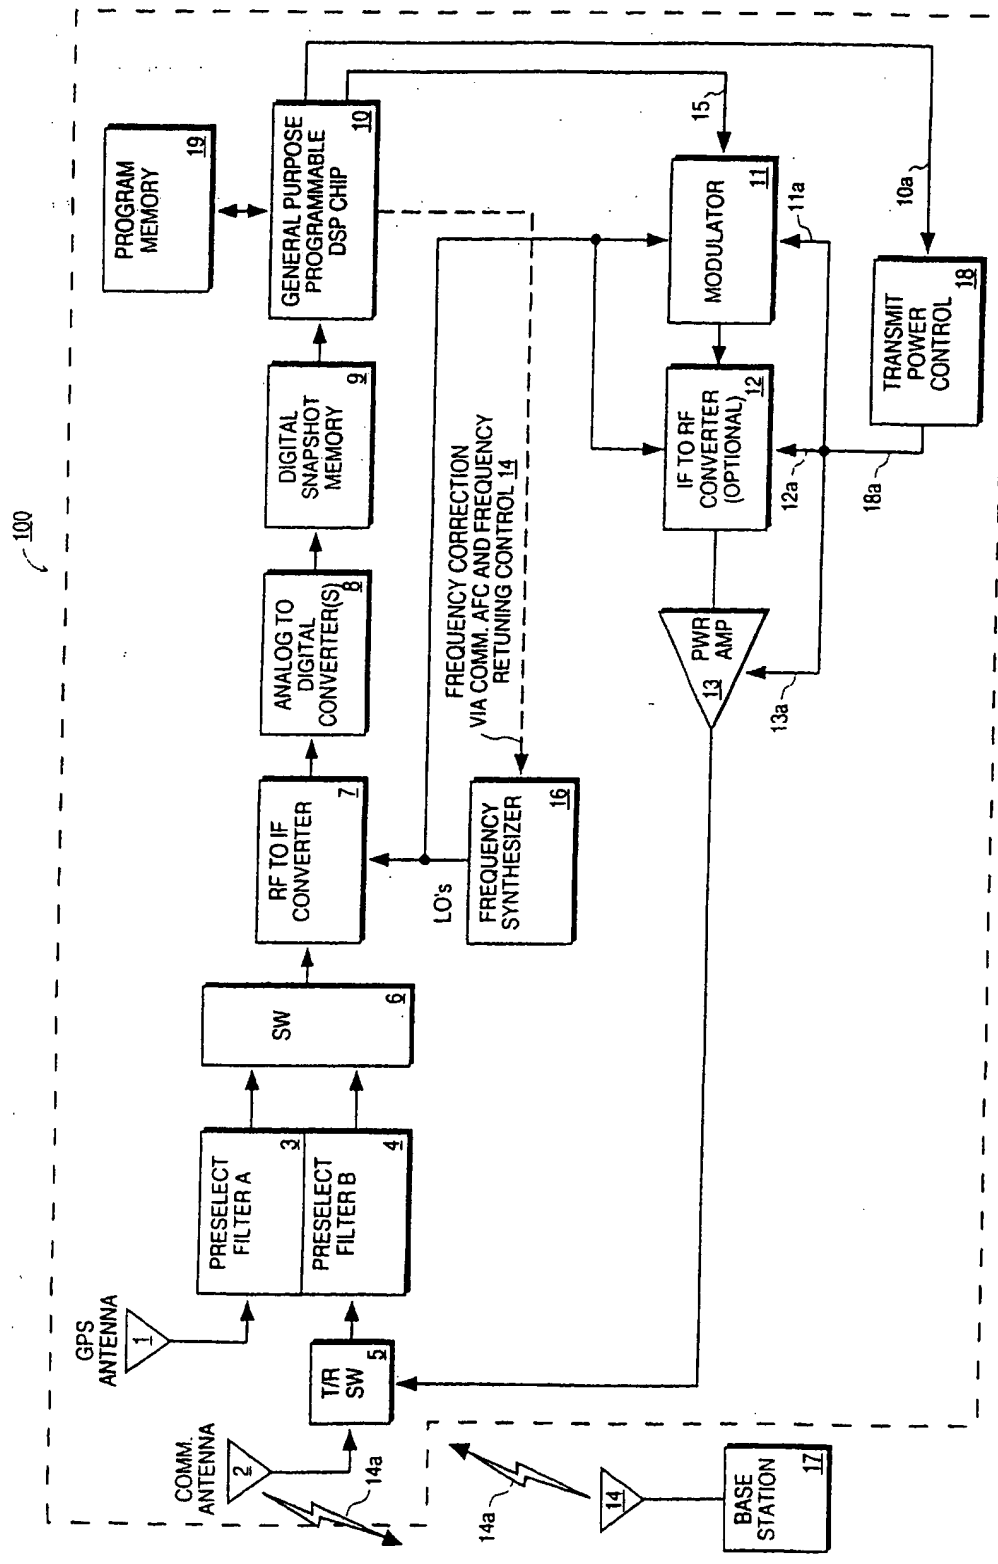 100
GPS
ANTENNA
1
COMM.
ANTENNA
2
14a
T/R
SW
5
PRESELECT
FILTER A
3
PRESELECT
FILTER B
4
SW
6
RF TO IF
CONVERTER
7
ANALOG TO
DIGITAL
CONVERTER(S)
8
DIGITAL
SNAPSHOT
MEMORY
9
GENERAL PURPOSE
PROGRAMMABLE
DSP CHIP
10
PROGRAM
MEMORY
19
LO's
FREQUENCY
SYNTHESIZER
16
FREQUENCY CORRECTION
VIA COMM. AFC AND FREQUENCY
RETUNING CONTROL 14
15
MODULATOR
11
11a
10a
IF TO RF
CONVERTER
(OPTIONAL)
12
12a
TRANSMIT
POWER
CONTROL
18
18a
PWR
AMP
13
13a
14a
14
BASE
STATION
17